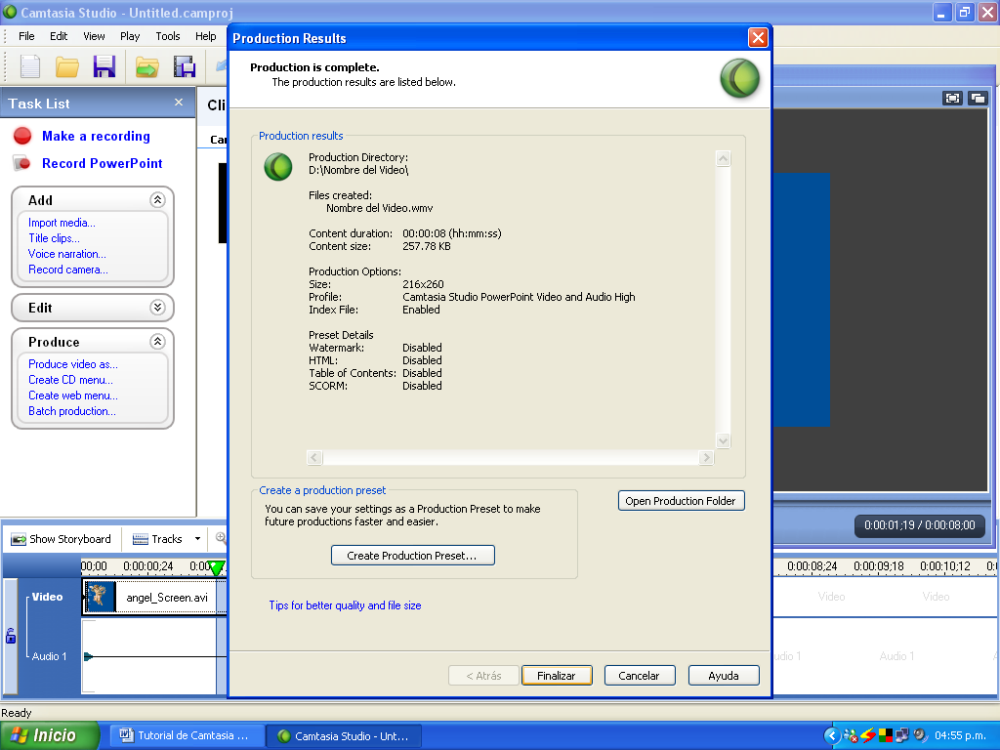 Camtasia Studio - Untitled.camproj
File Edit View Play Tools Help
Task List
Make a recording
Record PowerPoint
Add
Import media...
Title clips...
Voice narration...
Record camera...
Edit
Produce
Produce video as...
Create CD menu...
Create web menu...
Batch production...
Cli
Production Results
Production is complete.
The production results are listed below.
Production results
Production Directory:
D:\Nombre del Video\
Files created:
Nombre del Video.wmv
Content duration: 00:00:08 (hh:mm:ss)
Content size: 257.78 KB
Production Options:
Size: 216x260
Profile: Camtasia Studio PowerPoint Video and Audio High
Index File: Enabled
Preset Details
Watermark: Disabled
HTML: Disabled
Table of Contents: Disabled
SCORM: Disabled
Create a production preset
You can save your settings as a Production Preset to make
future productions faster and easier.
Create Production Preset...
Open Production Folder
Tips for better quality and file size
< Atrás Finalizar Cancelar Ayuda
0:00:01;19 / 0:00:08;00
Show Storyboard Tracks
00;00 0:00:00;24 0:00 0:00:08;24 0:00:09;18 0:00:10;12
Video angel_Screen.avi Video Video
Audio 1 udio 1 Audio 1
Ready
Inicio Tutorial de Camtasia ... Camtasia Studio - Unt... 04:55 p.m.